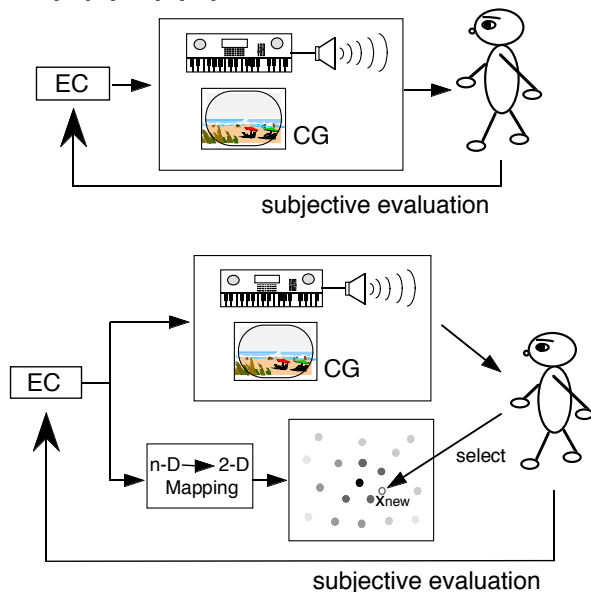 EC
CG
subjective evaluation
EC
CG
n-D 2-D
Mapping
select
xnew
subjective evaluation